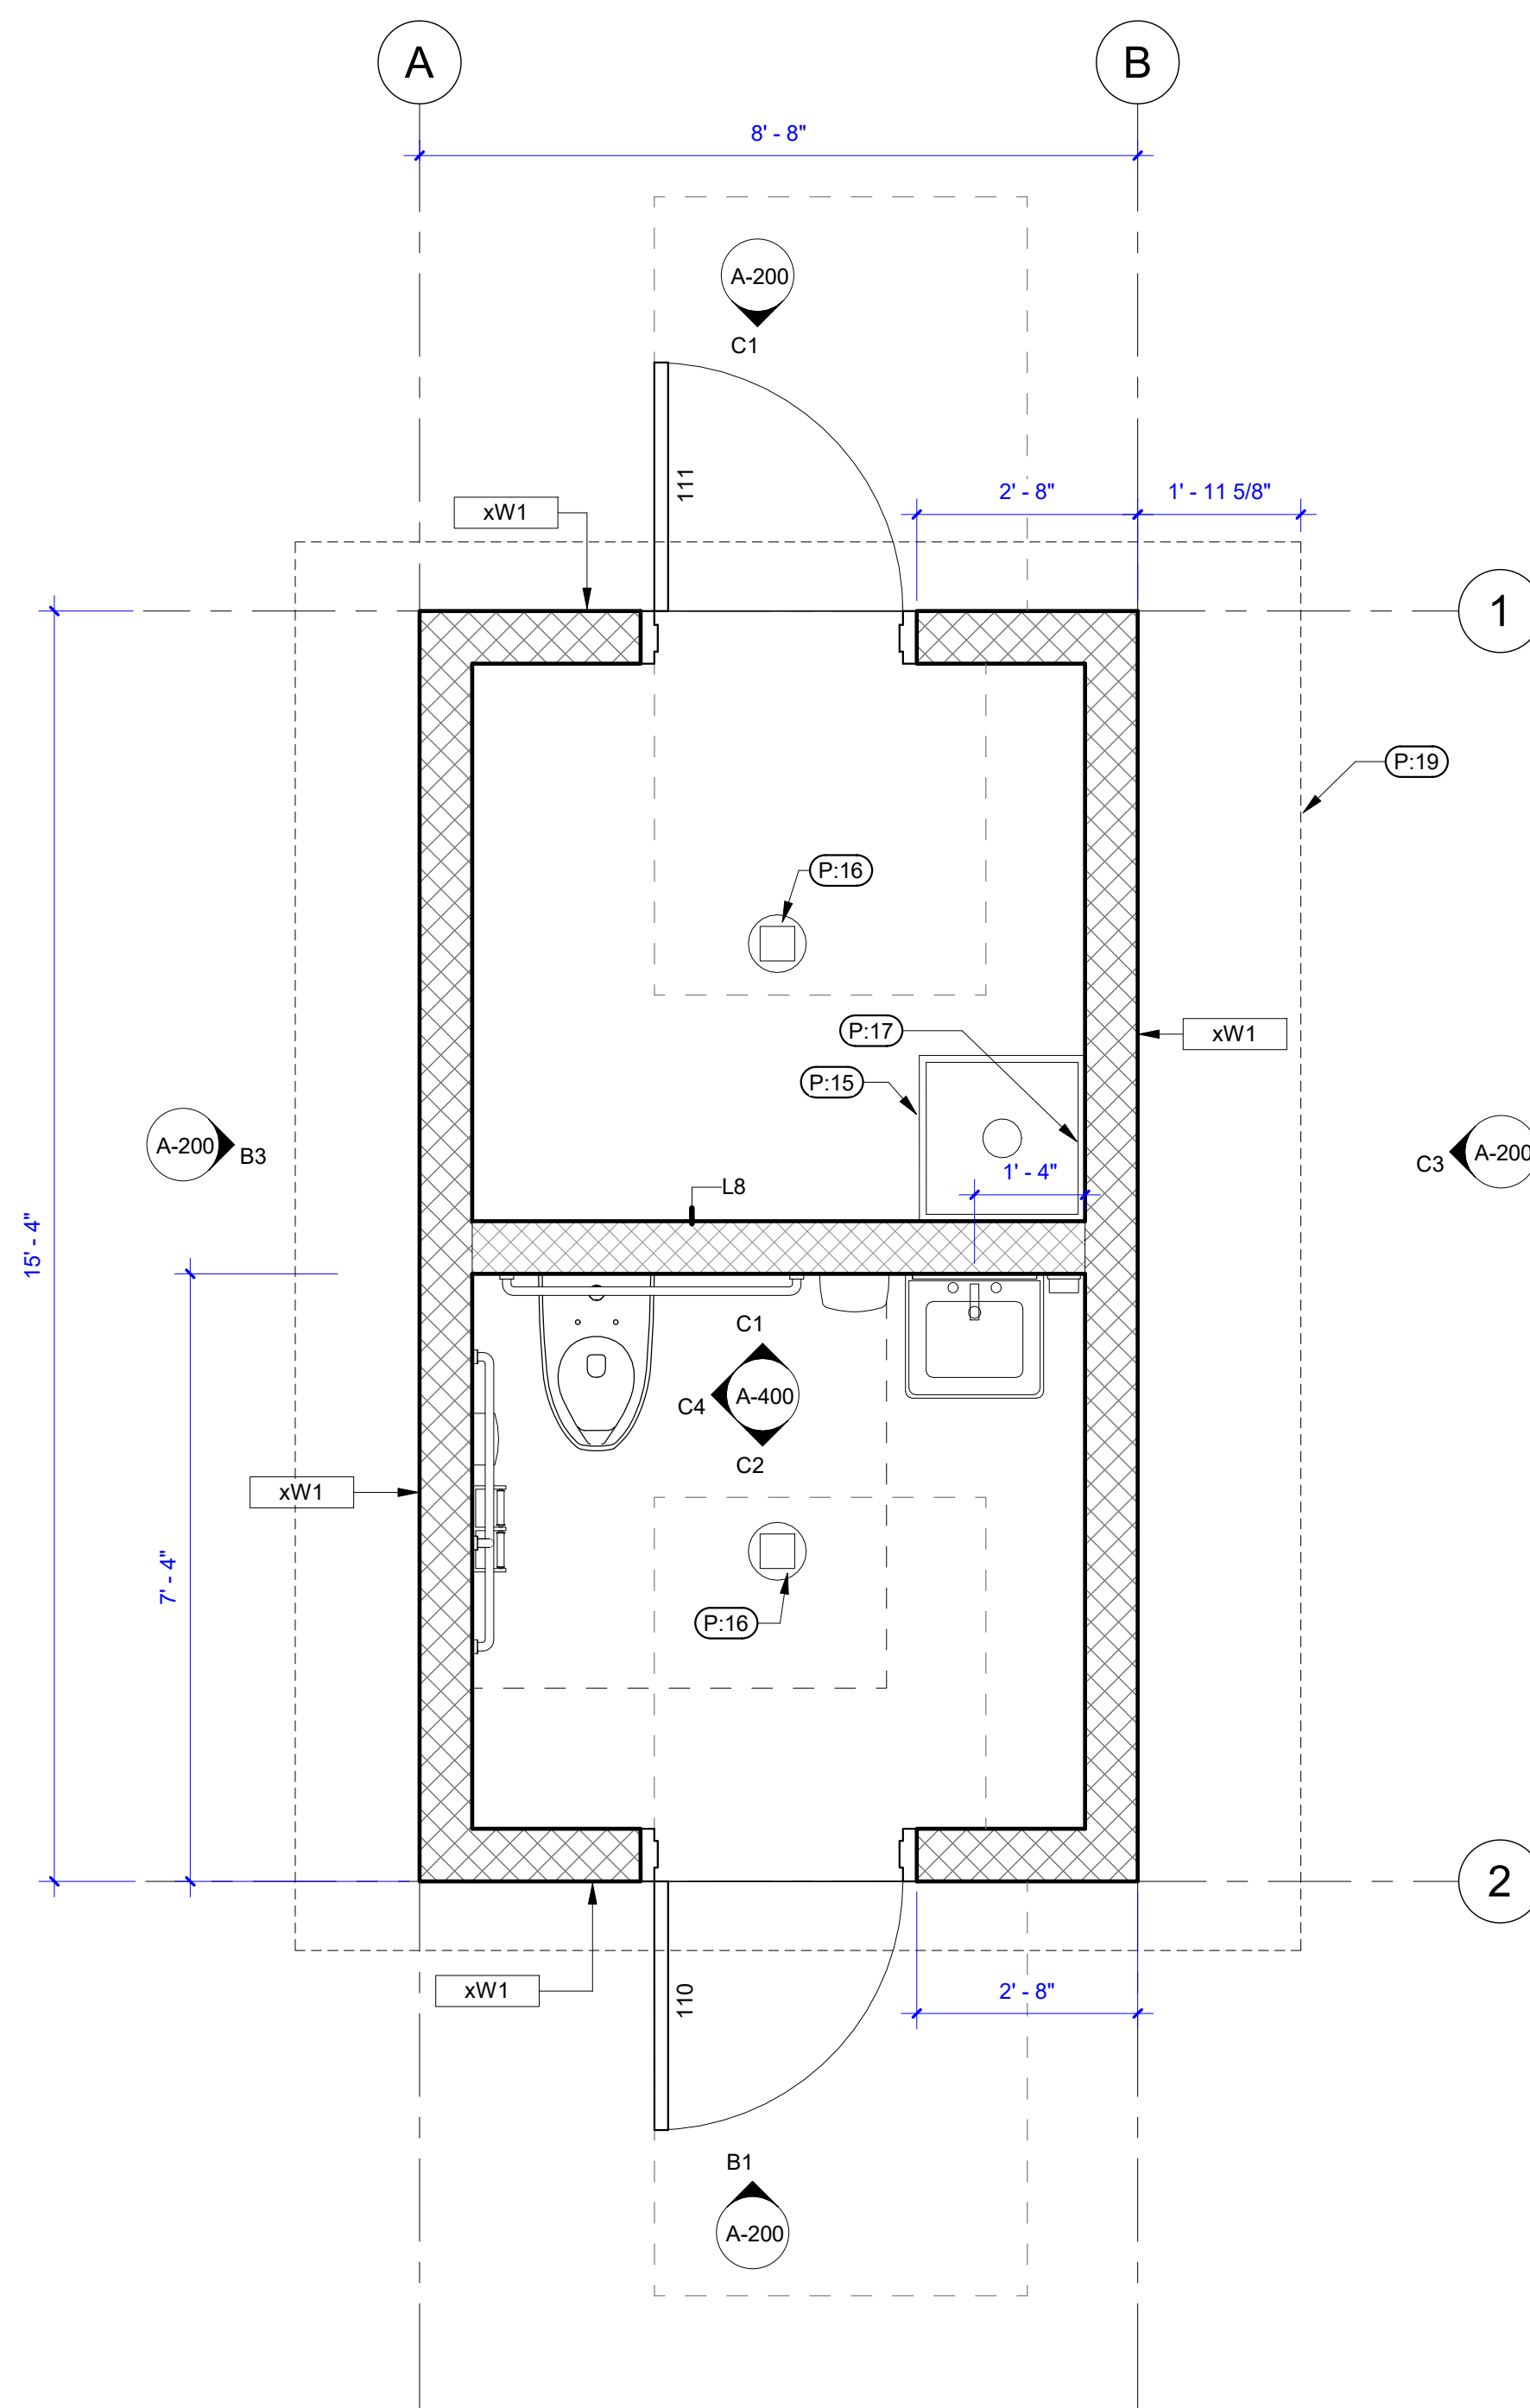 A
B
8' - 8"
A-200
C1
111
2' - 8"
1' - 11 5/8"
xW1
1
P:19
P:16
P:17
xW1
P:15
A-200
B3
C3
A-200
1' - 4"
L8
15' - 4"
C1
A-400
C4
C2
xW1
7' - 4"
P:16
2
xW1
110
2' - 8"
B1
A-200